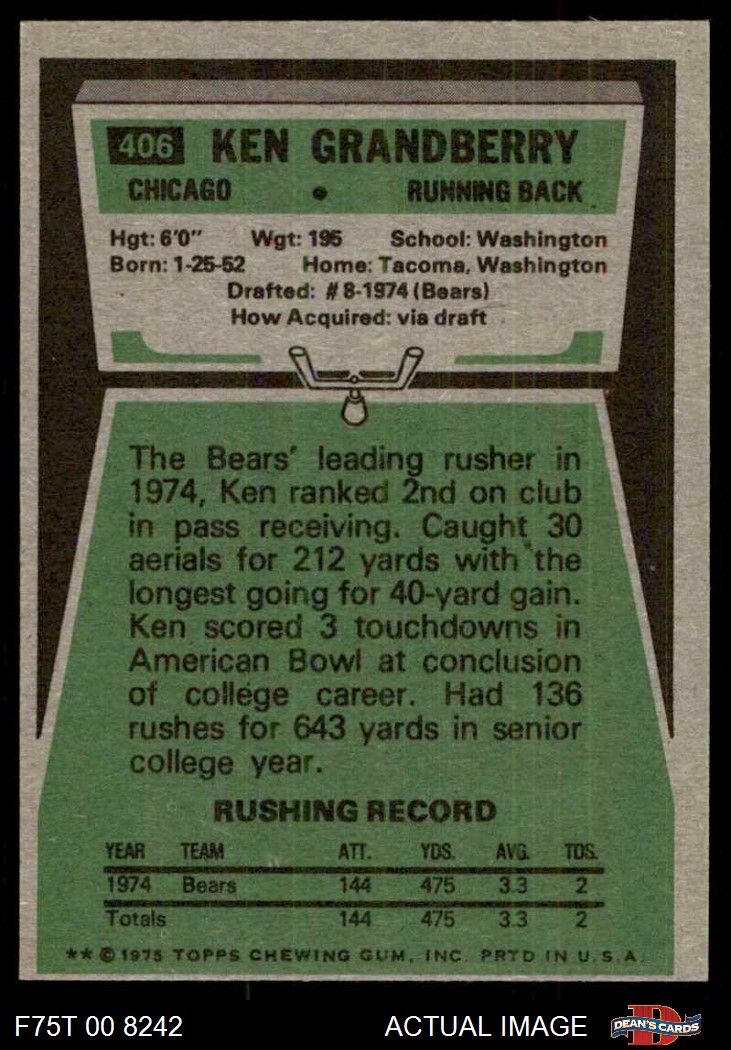 406 KEN GRANDBERRY
CHICAGO • RUNNING BACK
Hgt: 6'0" Wgt: 195 School: Washington
Born: 1-25-52 Home: Tacoma, Washington
Drafted: #8-1974 (Bears)
How Acquired: via draft
The Bears' leading rusher in
1974, Ken ranked 2nd on club
in pass receiving. Caught 30
aerials for 212 yards with the
longest going for 40-yard gain.
Ken scored 3 touchdowns in
American Bowl at conclusion
of college career. Had 136
rushes for 643 yards in senior
college year.
RUSHING RECORD
YEAR TEAM ATT. YDS. AVG. TDS.
1974 Bears 144 475 3.3 2
Totals 144 475 3.3 2
** © 1975 TOPPS CHEWING GUM, INC. PRTD IN U.S.A.
F75T 00 8242 ACTUAL IMAGE D DEAN'S CARDS